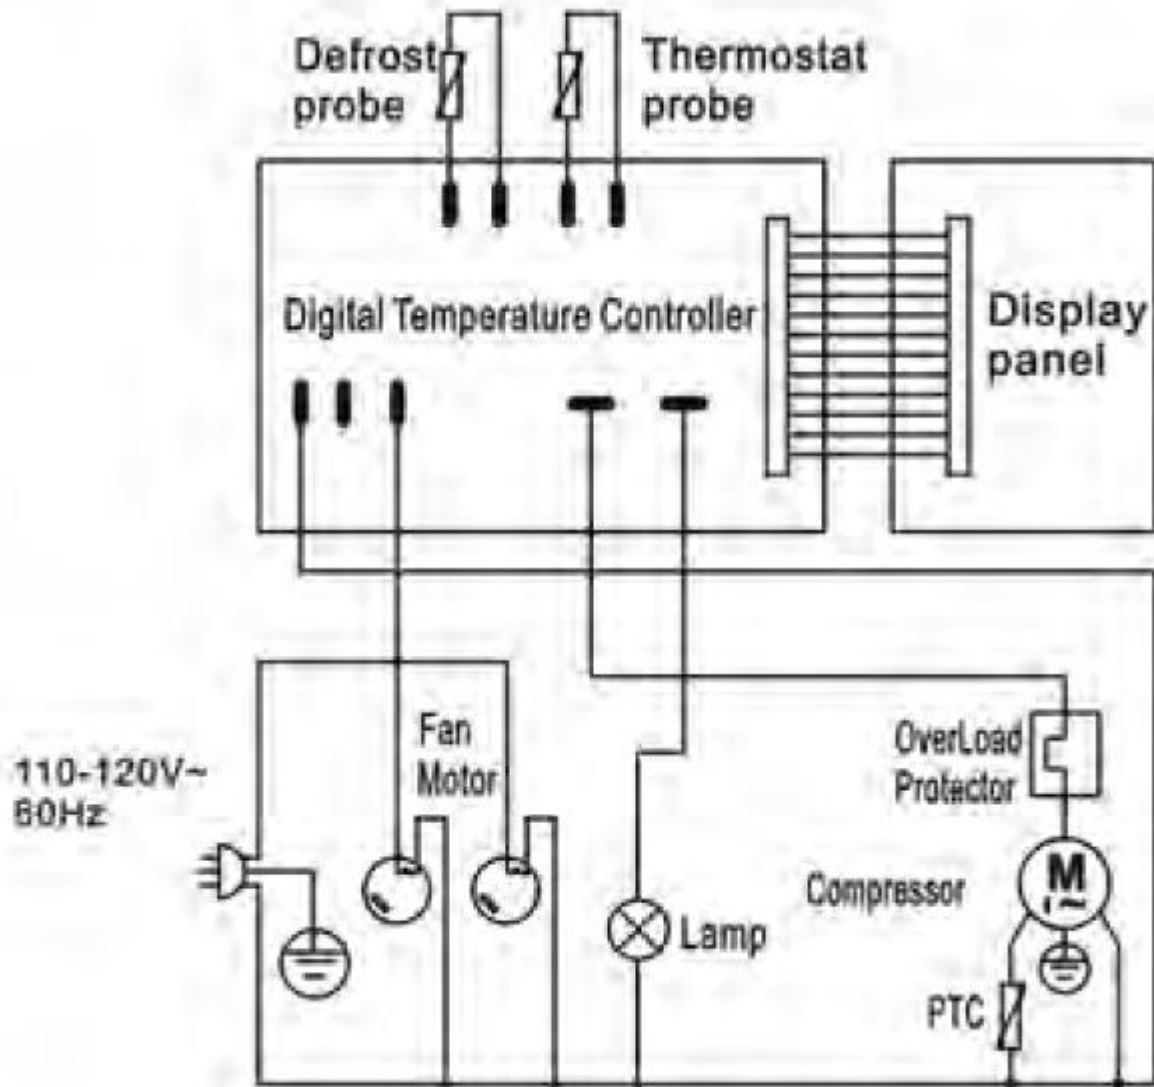 Defrost
probe
Thermostat
probe
Digital Temperature Controller
Display
panel
Fan
Motor
110-120V~
60Hz
OverLoad
Protector
Compressor
M
~
Lamp
PTC